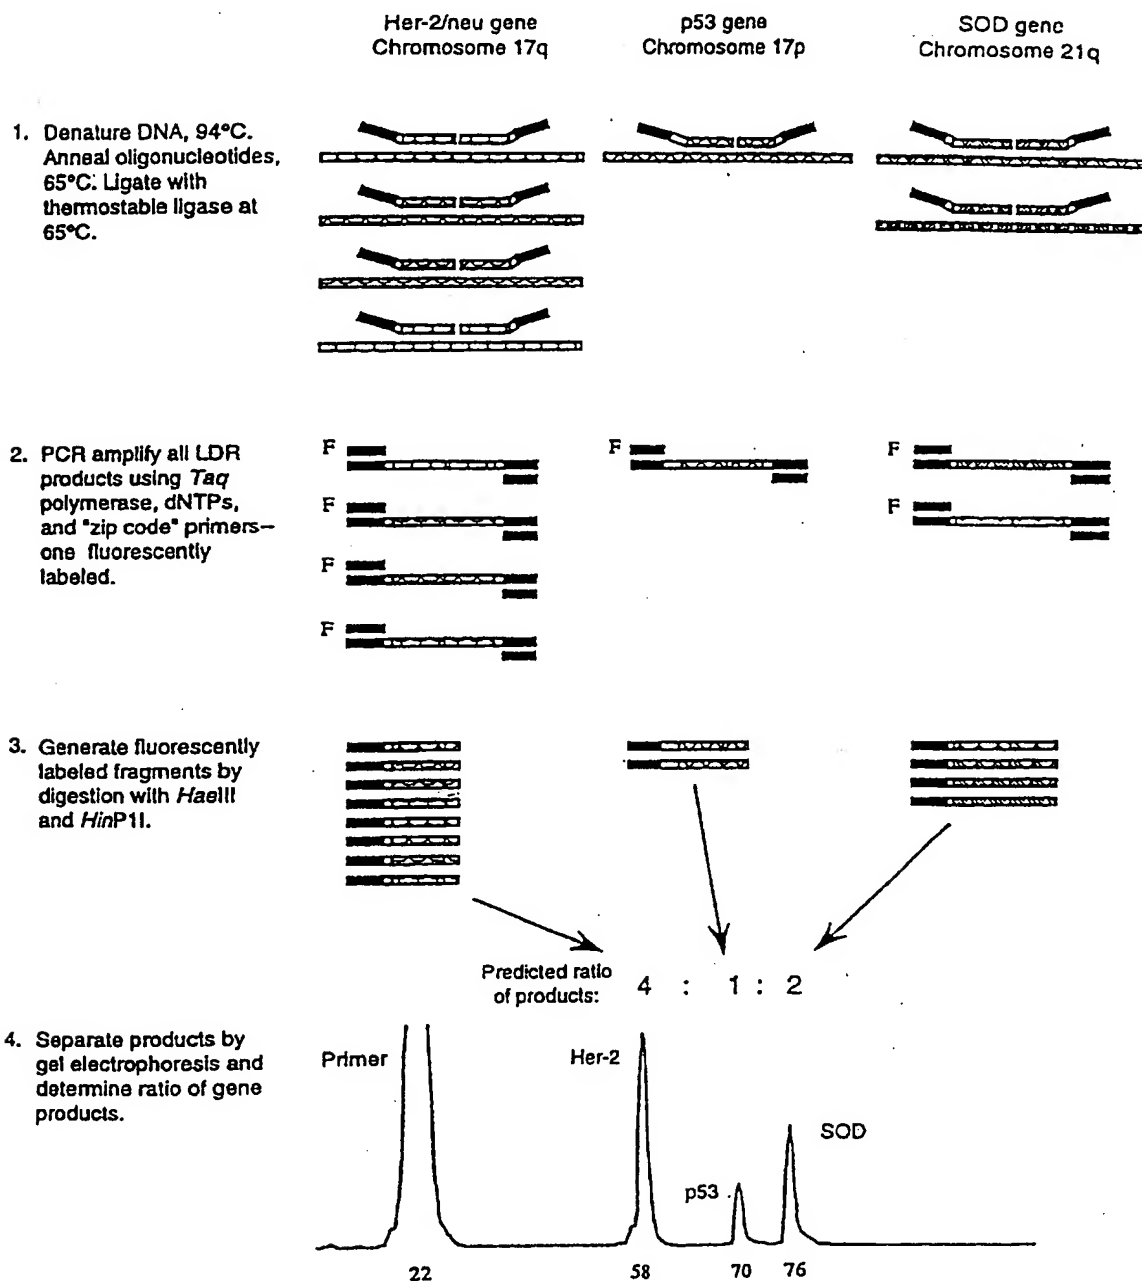 Her-2/neu gene
Chromosome 17q
p53 gene
Chromosome 17p
SOD gene
Chromosome 21q
1. Denature DNA, 94°C.
Anneal oligonucleotides,
65°C. Ligate with
thermostable ligase at
65°C.
2. PCR amplify all LDR
products using Taq
polymerase, dNTPs,
and "zip code" primers—
one fluorescently
labeled.
F
F
F
F
F
F
F
3. Generate fluorescently
labeled fragments by
digestion with HaeIII
and HinP1I.
Predicted ratio
of products:
4 : 1 : 2
4. Separate products by
gel electrophoresis and
determine ratio of gene
products.
Primer
Her-2
p53
SOD
22
58
70
76